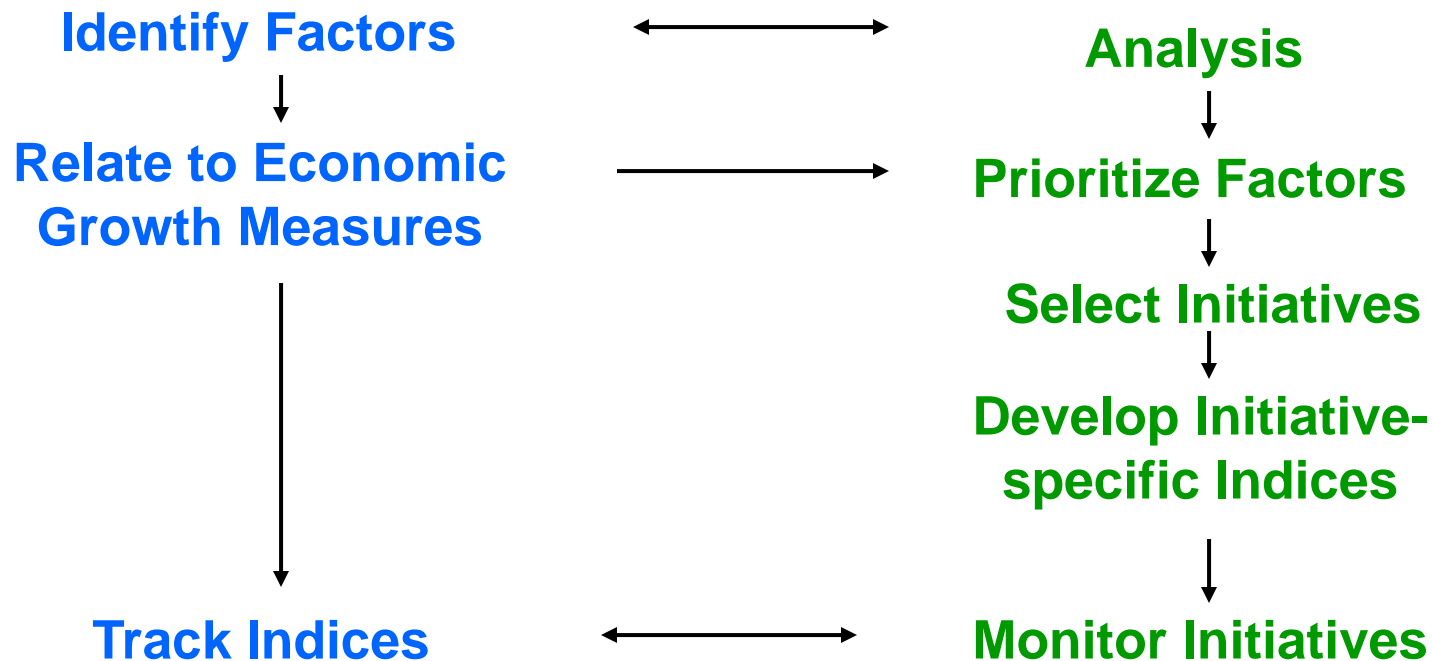 Identify Factors
Relate to Economic
Growth Measures
Track Indices
Analysis
Prioritize Factors
Select Initiatives
Develop Initiative-
specific Indices
Monitor Initiatives